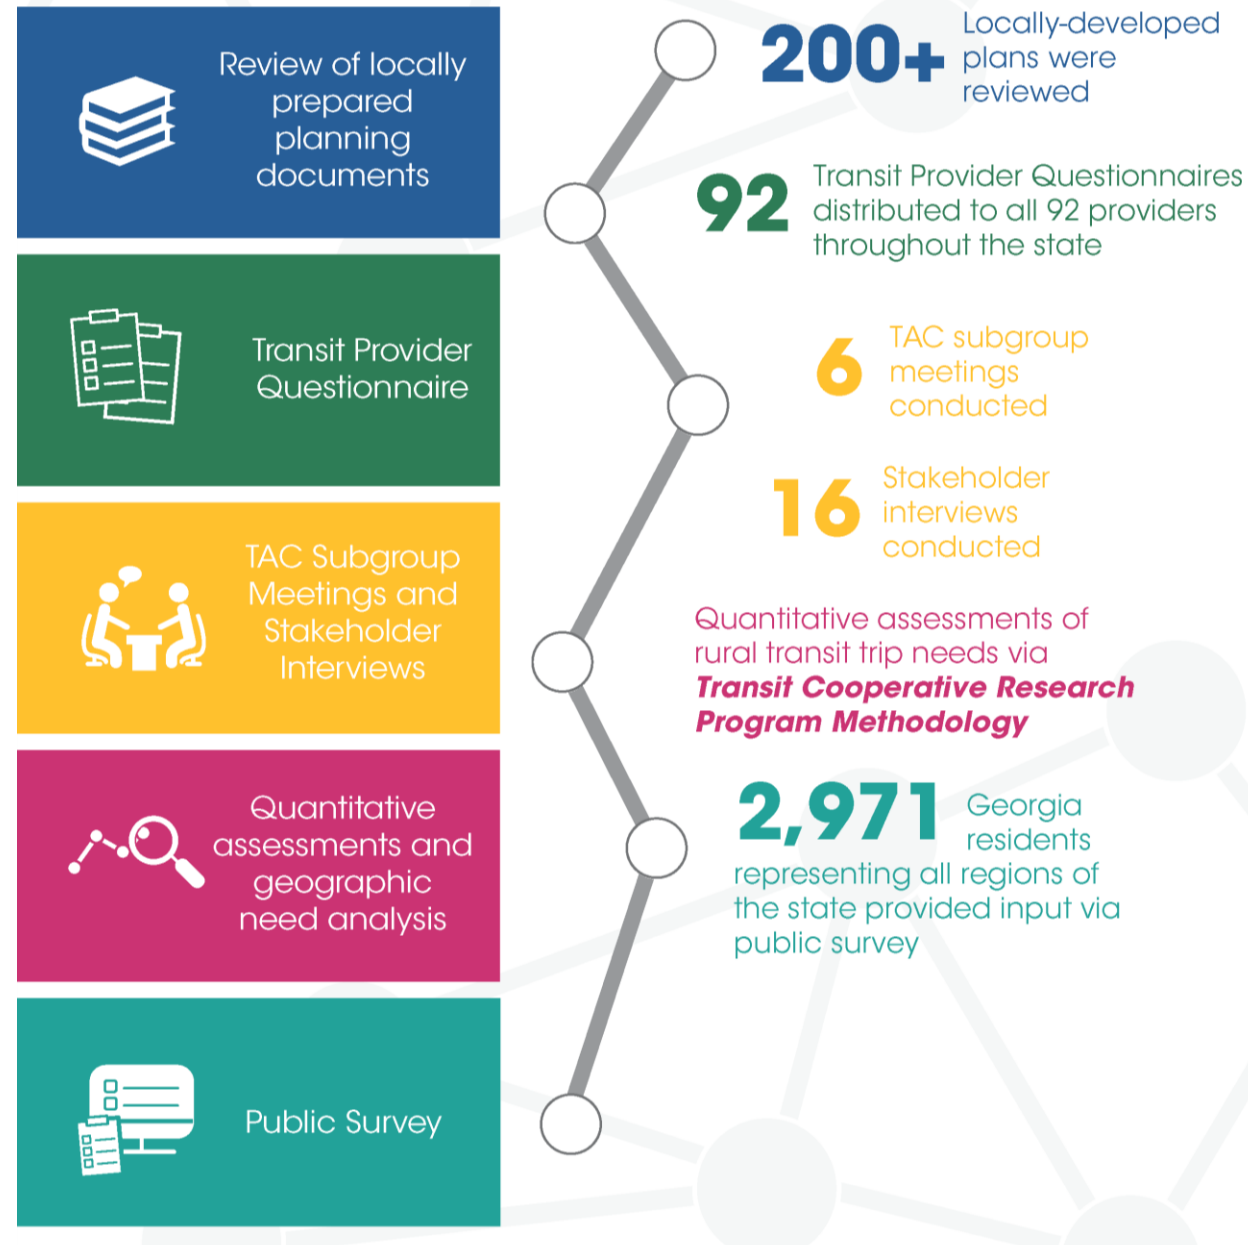 Review of locally
prepared
planning
documents
200+
Locally-developed
plans were
reviewed
92
Transit Provider Questionnaires
distributed to all 92 providers
throughout the state
Transit Provider
Questionnaire
6
TAC subgroup
meetings
conducted
16
Stakeholder
interviews
conducted
TAC Subgroup
Meetings and
Stakeholder
Interviews
Quantitative assessments of
rural transit trip needs via
Transit Cooperative Research
Program Methodology
Quantitative
assessments and
geographic
need analysis
2,971 Georgia
residents
representing all regions of
the state provided input via
public survey
Public Survey